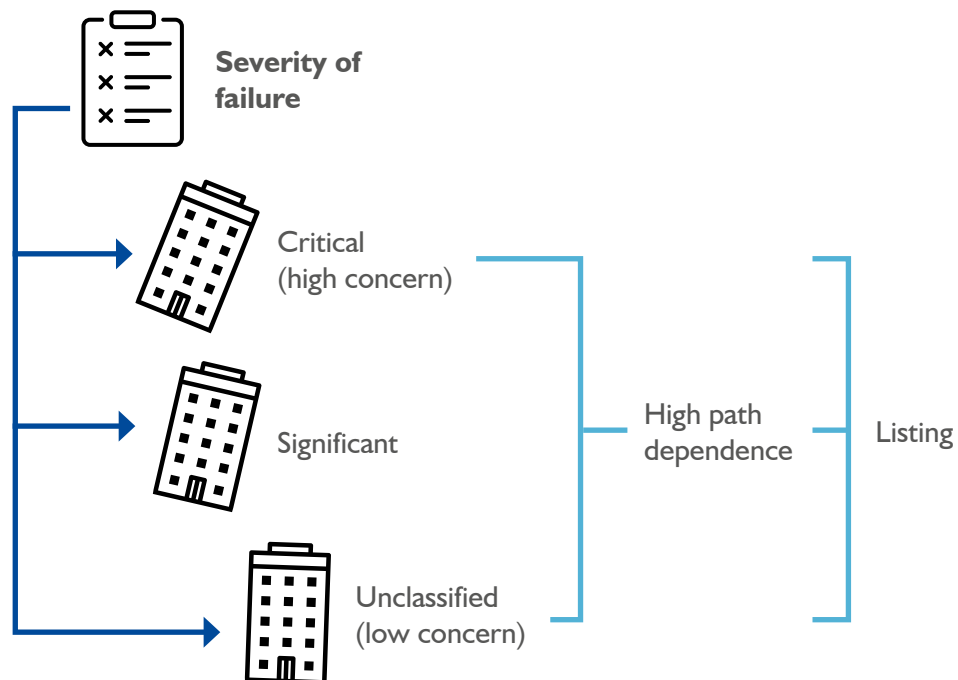 Severity of
failure
Critical
(high concern)
Significant
High path
dependence
Listing
Unclassified
(low concern)